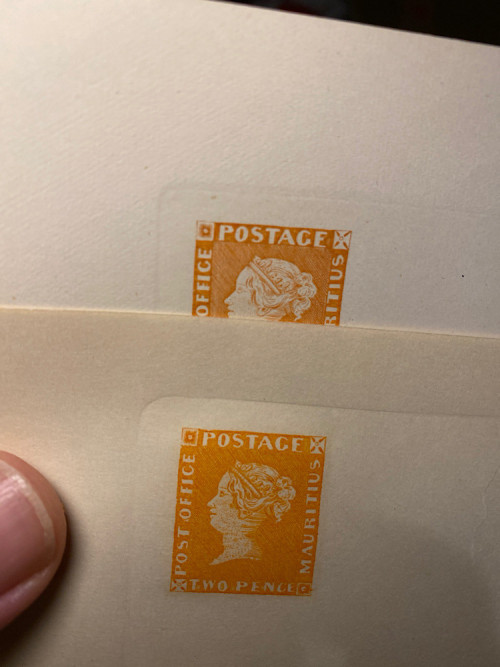 POSTAGE
OFFICE
RITIUS
POSTAGE
POST OFFICE
MAURITIUS
TWO PENCE